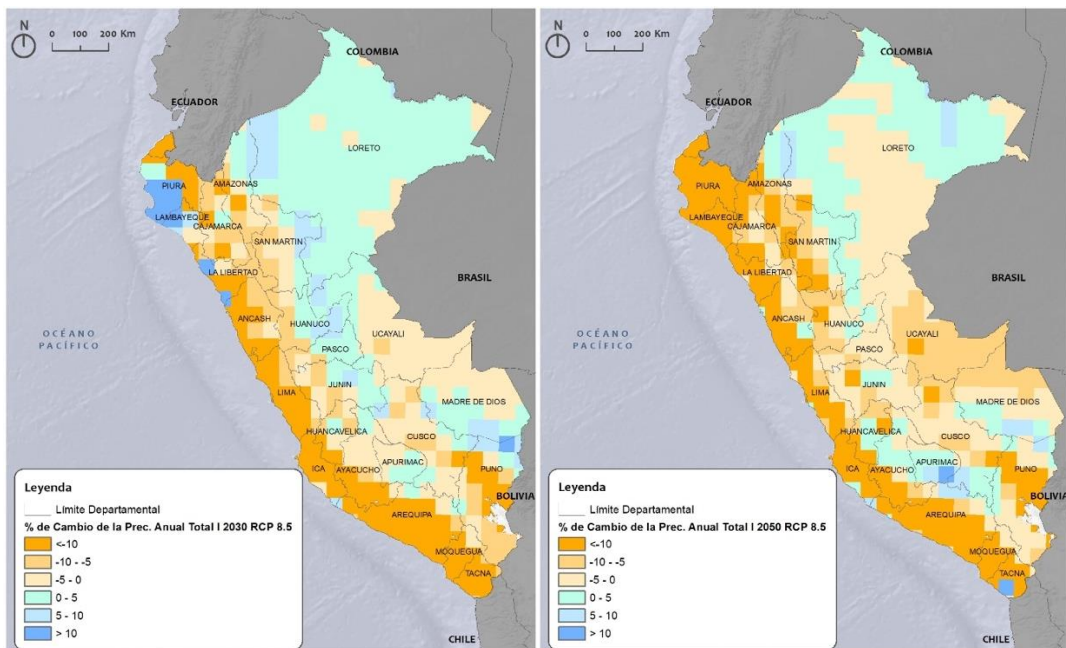 N
0 100 200 Km
COLOMBIA
ECUADOR
LORETO
PIURA
AMAZONAS
LAMBAYEQUE
CAJAMARCA
SAN MARTIN
LA LIBERTAD
BRASIL
ANCASH
HUANUCO
UCAYALI
OCÉANO
PACÍFICO
PASCO
LIMA
JUNIN
MADRE DE DIOS
HUANCAVELICA
CUSCO
ICA
AYACUCHO
APURIMAC
PUNO
BOLIVIA
AREQUIPA
MOQUEGUA
TACNA
CHILE
Leyenda
Límite Departamental
% de Cambio de la Prec. Anual Total I 2030 RCP 8.5
<-10
-10 - -5
-5 - 0
0 - 5
5 - 10
> 10
N
0 100 200 Km
COLOMBIA
ECUADOR
LORETO
PIURA
AMAZONAS
LAMBAYEQUE
CAJAMARCA
SAN MARTIN
LA LIBERTAD
BRASIL
ANCASH
HUANUCO
UCAYALI
OCÉANO
PACÍFICO
PASCO
LIMA
JUNIN
MADRE DE DIOS
HUANCAVELICA
CUSCO
ICA
AYACUCHO
APURIMAC
PUNO
BOLIVIA
AREQUIPA
MOQUEGUA
TACNA
CHILE
Leyenda
Límite Departamental
% de Cambio de la Prec. Anual Total I 2050 RCP 8.5
<-10
-10 - -5
-5 - 0
0 - 5
5 - 10
> 10